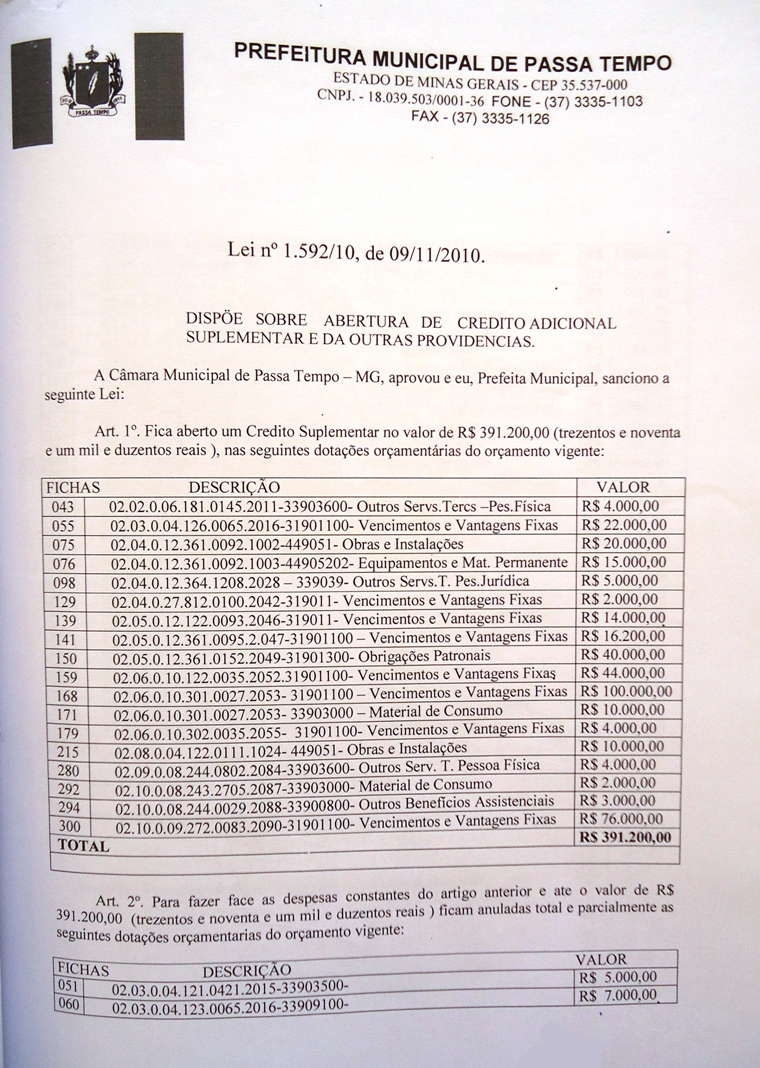 PREFEITURA MUNICIPAL DE PASSA TEMPO
ESTADO DE MINAS GERAIS - CEP 35.537-000
CNPJ. - 18.039.503/0001-36 FONE - (37) 3335-1103
FAX - (37) 3335-1126
PASSA TEMPO
Lei nº 1.592/10, de 09/11/2010.
DISPÕE SOBRE ABERTURA DE CREDITO ADICIONAL
SUPLEMENTAR E DA OUTRAS PROVIDENCIAS.
A Câmara Municipal de Passa Tempo – MG, aprovou e eu, Prefeita Municipal, sanciono a
seguinte Lei:
Art. 1º. Fica aberto um Credito Suplementar no valor de R$ 391.200,00 (trezentos e noventa
e um mil e duzentos reais ), nas seguintes dotações orçamentárias do orçamento vigente:
FICHAS DESCRIÇÃO VALOR
043 02.02.0.06.181.0145.2011-33903600- Outros Servs.Tercs –Pes.Física R$ 4.000,00
055 02.03.0.04.126.0065.2016-31901100- Vencimentos e Vantagens Fixas R$ 22.000,00
075 02.04.0.12.361.0092.1002-449051- Obras e Instalações R$ 20.000,00
076 02.04.0.12.361.0092.1003-44905202- Equipamentos e Mat. Permanente R$ 15.000,00
098 02.04.0.12.364.1208.2028 – 339039- Outros Servs.T. Pes.Jurídica R$ 5.000,00
129 02.04.0.27.812.0100.2042-319011- Vencimentos e Vantagens Fixas R$ 2.000,00
139 02.05.0.12.122.0093.2046-319011- Vencimentos e Vantagens Fixas R$ 14.000,00
141 02.05.0.12.361.0095.2.047-31901100 – Vencimentos e Vantagens Fixas R$ 16.200,00
150 02.05.0.12.361.0152.2049-31901300- Obrigações Patronais R$ 40.000,00
159 02.06.0.10.122.0035.2052.31901100- Vencimentos e Vantagens Fixas R$ 44.000,00
168 02.06.0.10.301.0027.2053- 31901100 – Vencimentos e Vantagens Fixas R$ 100.000,00
171 02.06.0.10.301.0027.2053- 33903000 – Material de Consumo R$ 10.000,00
179 02.06.0.10.302.0035.2055- 31901100- Vencimentos e Vantagens Fixas R$ 4.000,00
215 02.08.0.04.122.0111.1024- 449051- Obras e Instalações R$ 10.000,00
280 02.09.0.08.244.0802.2084-33903600- Outros Serv. T. Pessoa Física R$ 4.000,00
292 02.10.0.08.243.2705.2087-33903000- Material de Consumo R$ 2.000,00
294 02.10.0.08.244.0029.2088-33900800- Outros Benefícios Assistenciais R$ 3.000,00
300 02.10.0.09.272.0083.2090-31901100- Vencimentos e Vantagens Fixas R$ 76.000,00
TOTAL R$ 391.200,00
Art. 2º. Para fazer face as despesas constantes do artigo anterior e ate o valor de R$
391.200,00 (trezentos e noventa e um mil e duzentos reais ) ficam anuladas total e parcialmente as
seguintes dotações orçamentarias do orçamento vigente:
FICHAS DESCRIÇÃO VALOR
051 02.03.0.04.121.0421.2015-33903500- R$ 5.000,00
060 02.03.0.04.123.0065.2016-33909100- R$ 7.000,00